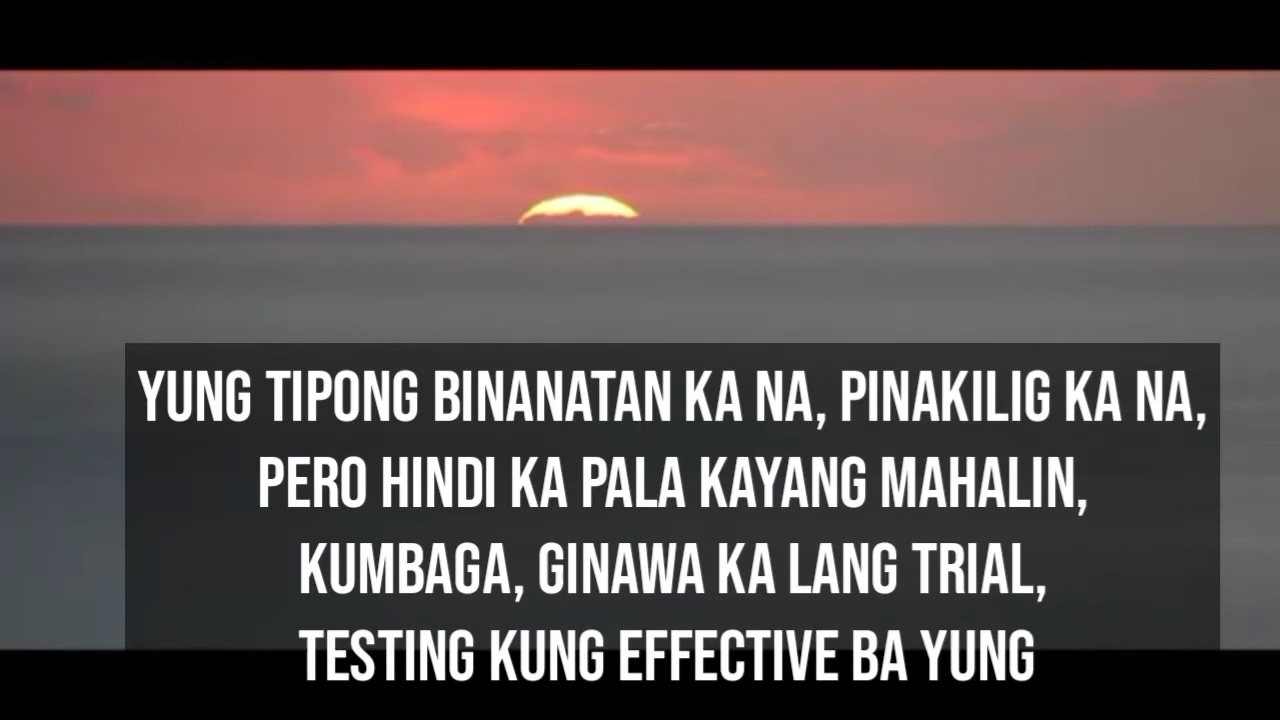 YUNG TIPONG BINANATAN KA NA, PINAKILIG KA NA,
PERO HINDI KA PALA KAYANG MAHALIN,
KUMBAGA, GINAWA KA LANG TRIAL,
TESTING KUNG EFFECTIVE BA YUNG